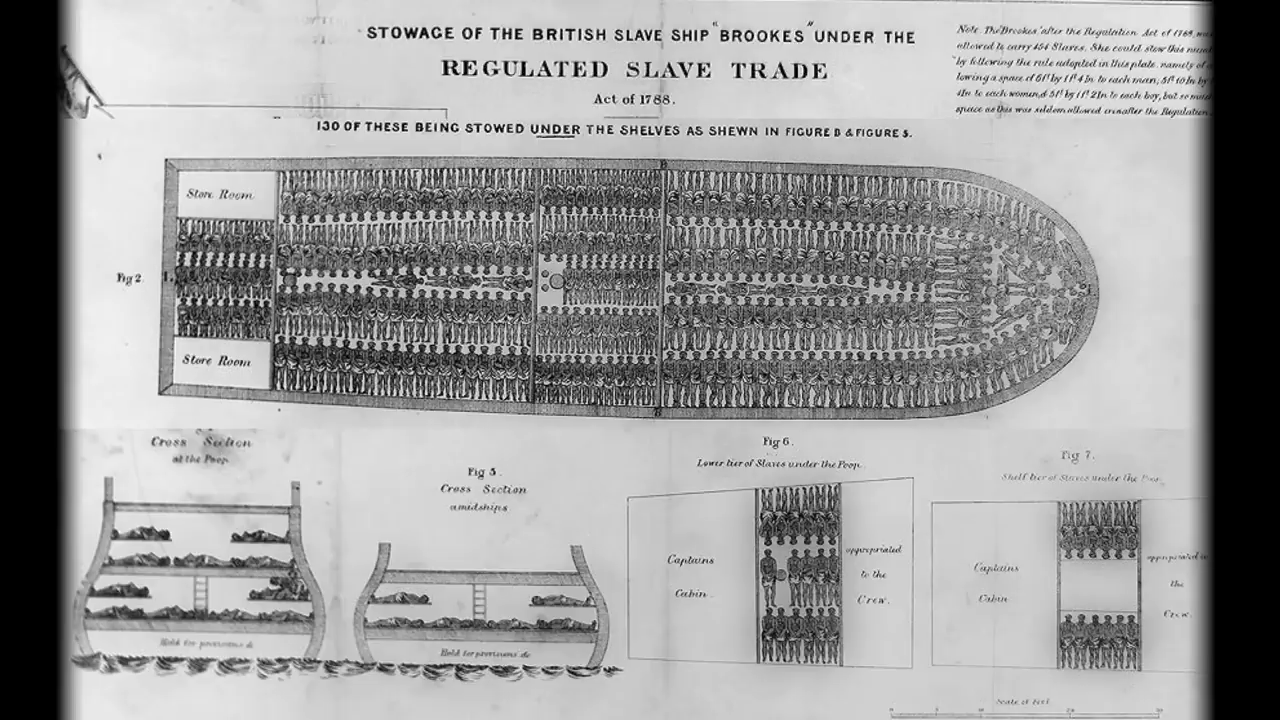 STOWAGE OF THE BRITISH SLAVE SHIP "BROOKES" UNDER THE
REGULATED SLAVE TRADE
Act of 1788.
Note. The "Brookes" after the Regulation Act of 1788, was
allowed to carry 454 Slaves. She could stow this
by following the rule adopted in this plate. namely of
lowing a space of 6ft by 1ft 4In to each man; 5ft 10In by
4In to each women, & 5ft by 1ft 2In to each boy, but so
space as this was seldom allowed even after the Regulation
130 OF THESE BEING STOWED UNDER THE SHELVES AS SHEWN IN FIGURE B & FIGURE 5.
B
Store Room
Fig 2.
Store Room
B
Cross Section
at the Poop
Hold for provisions &c
Fig 5.
Cross Section
amidships
Hold for provisions &c
Fig 6.
Lower tier of Slaves under the Poop.
Captains
Cabin.
appropriated
to the
Crew.
Fig 7.
Shelf tier of Slaves under the Poop
Captains
Cabin
appropriated to
the
Crew.
Scale of Feet